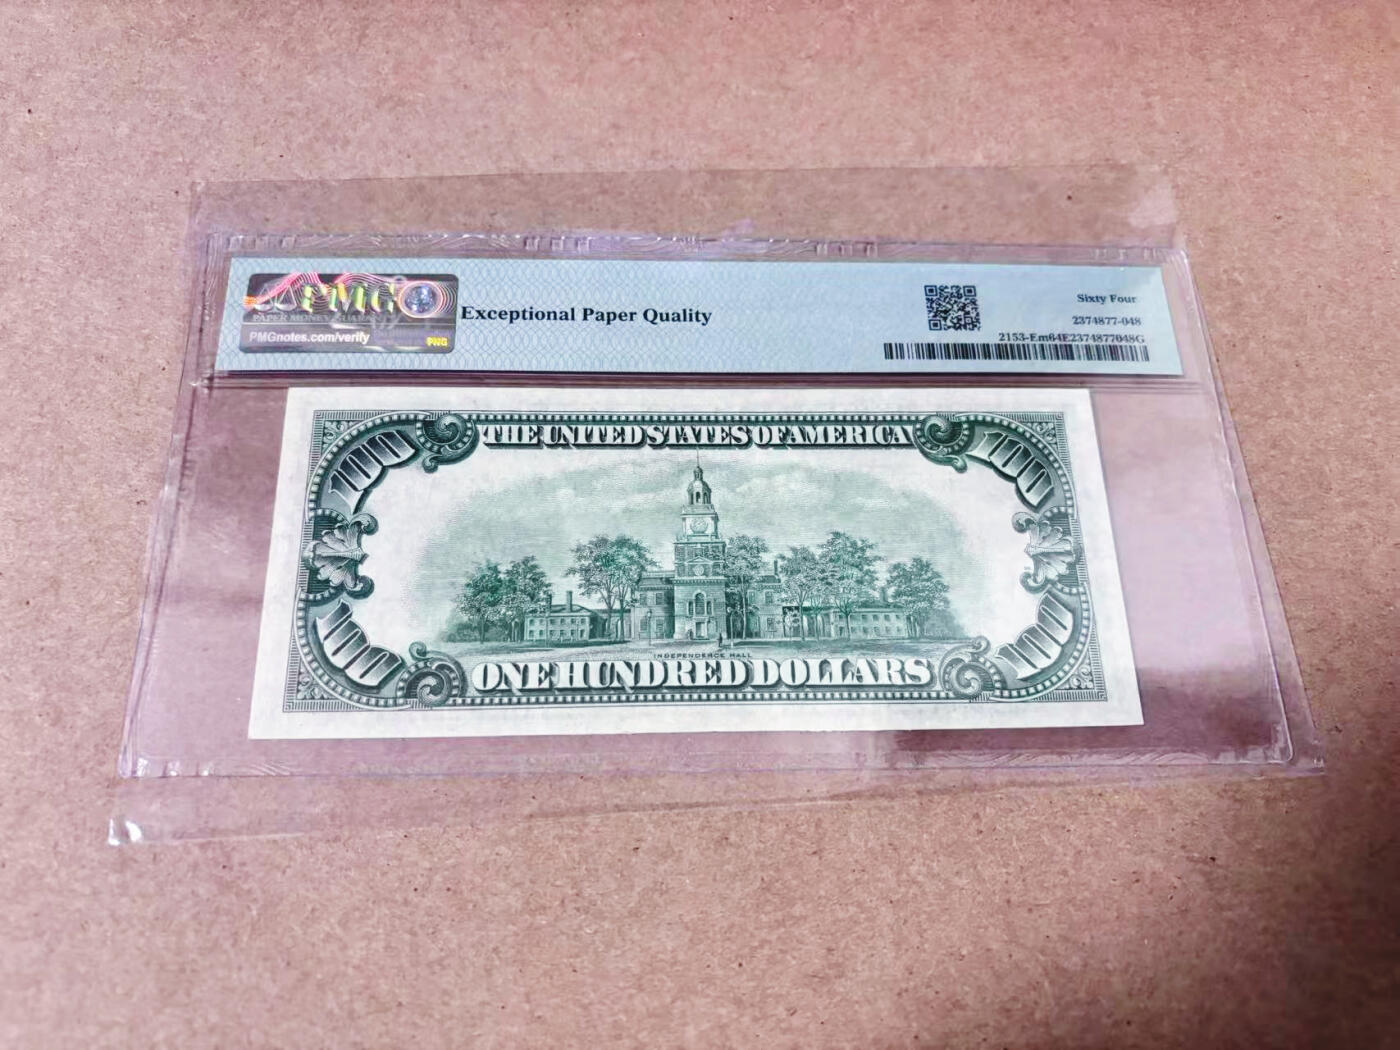 PMG
PAPER MONEY GUARANTY
PMGnotes.com/verify
PNG
Exceptional Paper Quality
Sixty Four
2374877-048
2153-Em64E2374877048G
THE UNITED STATES OF AMERICA
100
100
100
100
INDEPENDENCE HALL
ONE HUNDRED DOLLARS